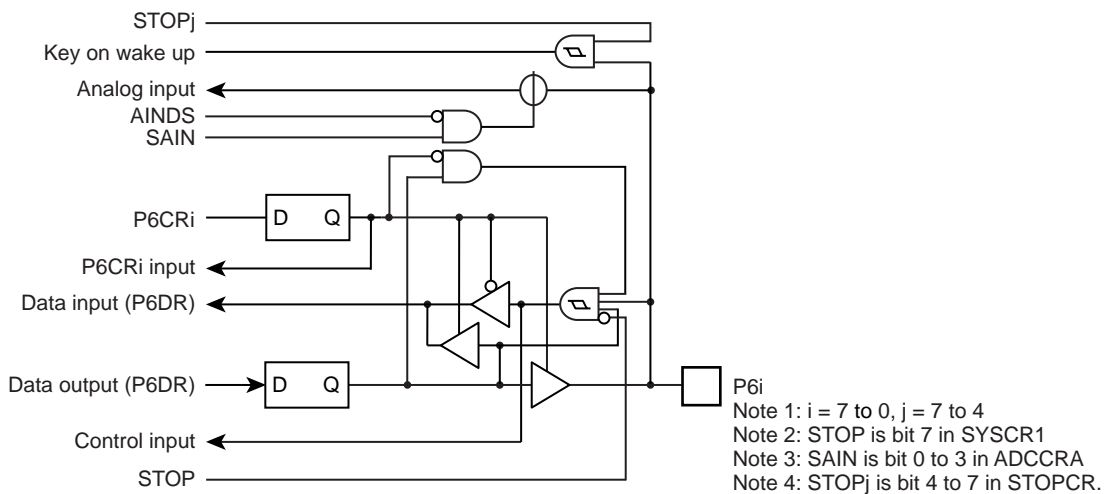 STOPj
Key on wake up
Analog input
AINDS
SAIN
P6CRi
D Q
P6CRi input
Data input (P6DR)
Data output (P6DR)
D Q
P6i
Note 1: i = 7 to 0, j = 7 to 4
Note 2: STOP is bit 7 in SYSCR1
Note 3: SAIN is bit 0 to 3 in ADCCRA
Note 4: STOPj is bit 4 to 7 in STOPCR.
Control input
STOP